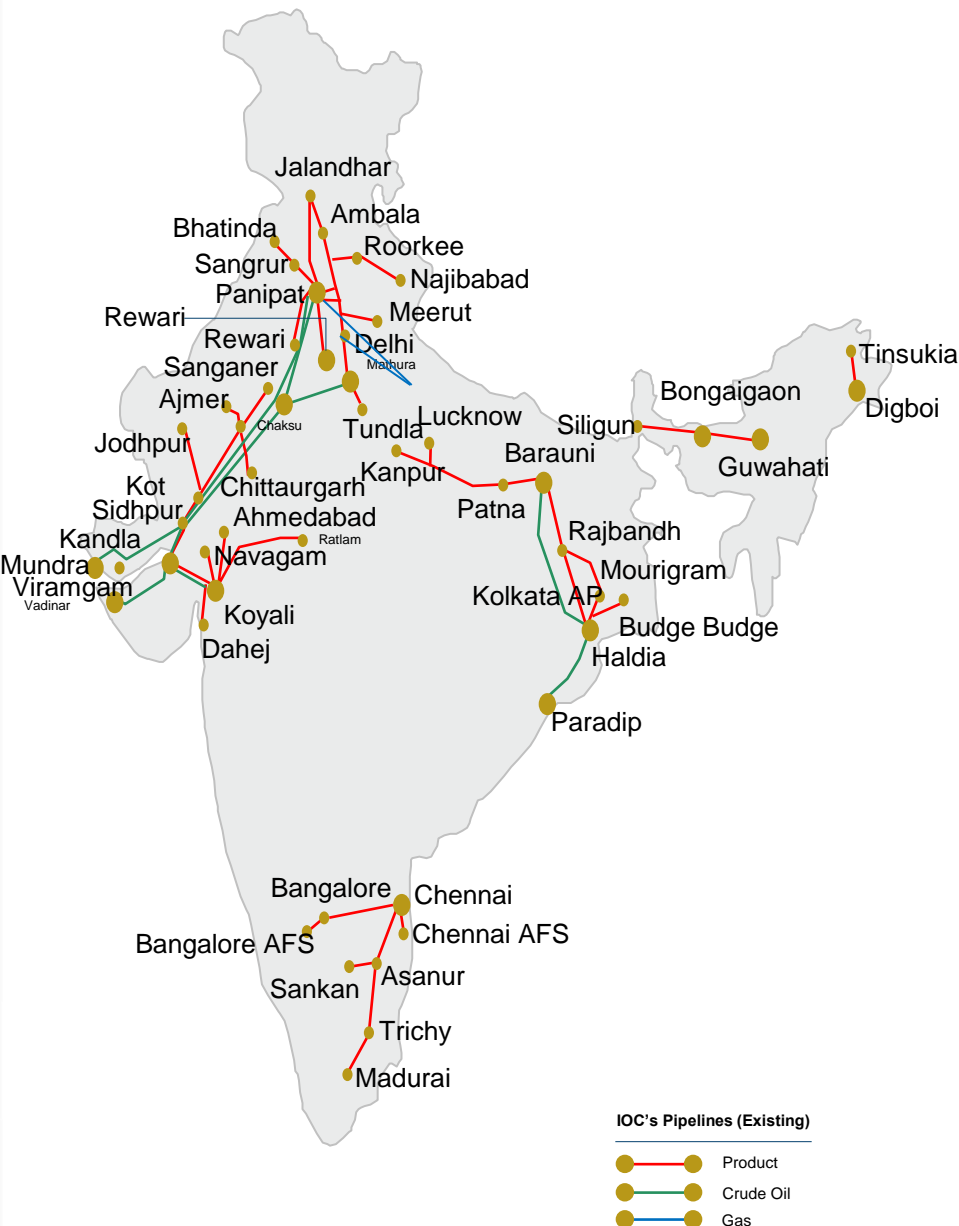 Jalandhar
Ambala
Bhatinda
Roorkee
Sangrur
Najibabad
Panipat
Meerut
Rewari
Rewari
Delhi
Mathura
Sanganer
Tinsukia
Ajmer
Bongaigaon
Digboi
Chaksu
Lucknow
Tundla
Siligun
Jodhpur
Guwahati
Barauni
Kanpur
Chittaurgarh
Kot
Patna
Sidhpur
Ahmedabad
Rajbandh
Kandla
Ratlam
Navagam
Mundra
Mourigram
Viramgam
Kolkata AP
Vadinar
Koyali
Budge Budge
Dahej
Haldia
Paradip
Bangalore
Chennai
Bangalore AFS
Chennai AFS
Asanur
Sankan
Trichy
Madurai
IOC's Pipelines (Existing)
Product
Crude Oil
Gas